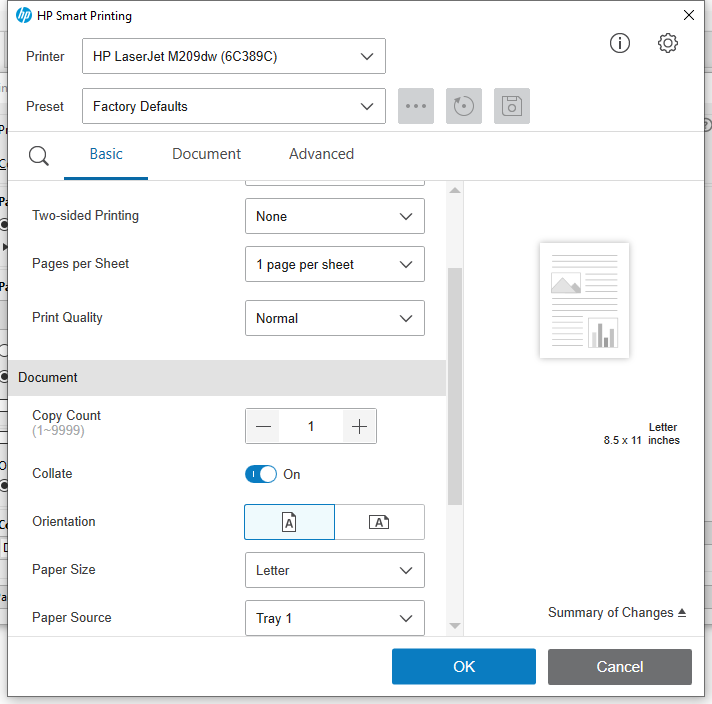 hp HP Smart Printing
Printer HP LaserJet M209dw (6C389C)
Preset Factory Defaults
Basic Document Advanced
Two-sided Printing None
Pages per Sheet 1 page per sheet
Print Quality Normal
Document
Copy Count
(1~9999)
1
Collate On
Orientation A A
Paper Size Letter
Paper Source Tray 1
Letter
8.5 x 11 inches
Summary of Changes
OK Cancel